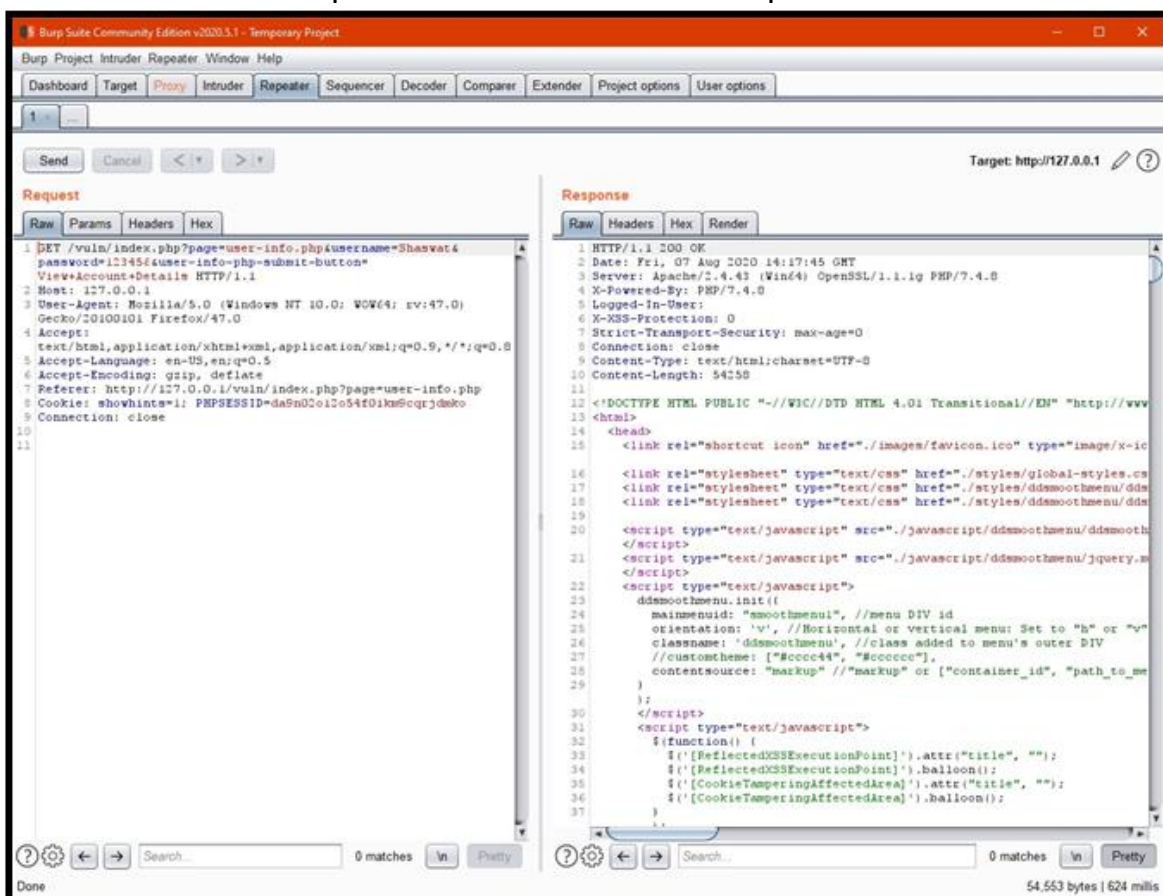 Burp Suite Community Edition v2020.5.1 - Temporary Project
Burp Project Intruder Repeater Window Help
Dashboard Target Proxy Intruder Repeater Sequencer Decoder Comparer Extender Project options User options
1 × ...
Send Cancel < > Target: http://127.0.0.1 ?
Request Response
Raw Params Headers Hex
1 GET /vuln/index.php?page=user-info.php&username=Shaswat&
password=123456&user-info-php-submit-button=
View+Account+Details HTTP/1.1
2 Host: 127.0.0.1
3 User-Agent: Mozilla/5.0 (Windows NT 10.0; WOW64; rv:47.0)
Gecko/20100101 Firefox/47.0
4 Accept:
text/html,application/xhtml+xml,application/xml;q=0.9,*/*;q=0.8
5 Accept-Language: en-US,en;q=0.5
6 Accept-Encoding: gzip, deflate
7 Referer: http://127.0.0.1/vuln/index.php?page=user-info.php
8 Cookie: showhints=1;
9 Connection: close
10
11
Raw Headers Hex Render
1 HTTP/1.1 200 OK
2 Date: Fri, 07 Aug 2020 14:17:45 GMT
3 Server: Apache/2.4.43 (Win64) OpenSSL/1.1.1g PHP/7.4.8
4 X-Powered-By: PHP/7.4.8
5 Logged-In-User:
6 X-XSS-Protection: 0
7 Strict-Transport-Security: max-age=0
8 Connection: close
9 Content-Type: text/html;charset=UTF-8
10 Content-Length: 54258
11
12 <!DOCTYPE HTML PUBLIC "-//W3C//DTD HTML 4.01 Transitional//EN" "http://www
13 <html>
14 <head>
15 <link rel="shortcut icon" href="./images/favicon.ico" type="image/x-ic
16 <link rel="stylesheet" type="text/css" href="./styles/global-styles.cs
17 <link rel="stylesheet" type="text/css" href="./styles/ddsmoothmenu/dds
18 <link rel="stylesheet" type="text/css" href="./styles/ddsmoothmenu/dds
19
20 <script type="text/javascript" src="./javascript/ddsmoothmenu/ddsmooth
</script>
21 <script type="text/javascript" src="./javascript/ddsmoothmenu/jquery.m
</script>
22 <script type="text/javascript">
23 ddsmoothmenu.init({
24 mainmenuid: "smoothmenu1", //menu DIV id
25 orientation: 'v', //Horizontal or vertical menu: Set to "h" or "v"
26 classname: 'ddsmoothmenu', //class added to menu's outer DIV
27 //customtheme: ["#cccc44", "#cccccc"],
28 contentsource: "markup" //"markup" or ["container_id", "path_to_me
29 }
);
30 </script>
31 <script type="text/javascript">
32 $(function() {
33 $('[ReflectedXSSExecutionPoint]').attr("title", "");
34 $('[ReflectedXSSExecutionPoint]').balloon();
35 $('[CookieTamperingAffectedArea]').attr("title", "");
36 $('[CookieTamperingAffectedArea]').balloon();
37 }
? Search... 0 matches \n Pretty ? Search... 0 matches \n Pretty
Done 54,553 bytes | 624 millis